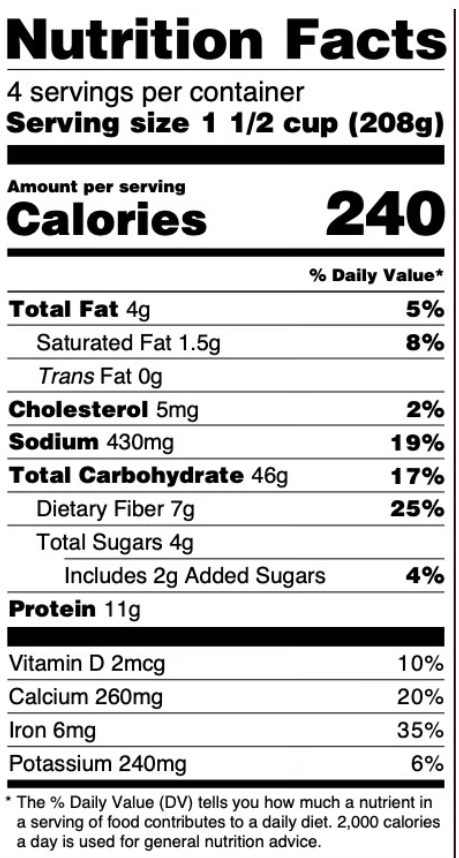 Nutrition Facts
4 servings per container
Serving size 1 1/2 cup (208g)
Amount per serving
Calories 240
% Daily Value*
Total Fat 4g 5%
Saturated Fat 1.5g 8%
Trans Fat 0g
Cholesterol 5mg 2%
Sodium 430mg 19%
Total Carbohydrate 46g 17%
Dietary Fiber 7g 25%
Total Sugars 4g
Includes 2g Added Sugars 4%
Protein 11g
Vitamin D 2mcg 10%
Calcium 260mg 20%
Iron 6mg 35%
Potassium 240mg 6%
* The % Daily Value (DV) tells you how much a nutrient in
a serving of food contributes to a daily diet. 2,000 calories
a day is used for general nutrition advice.